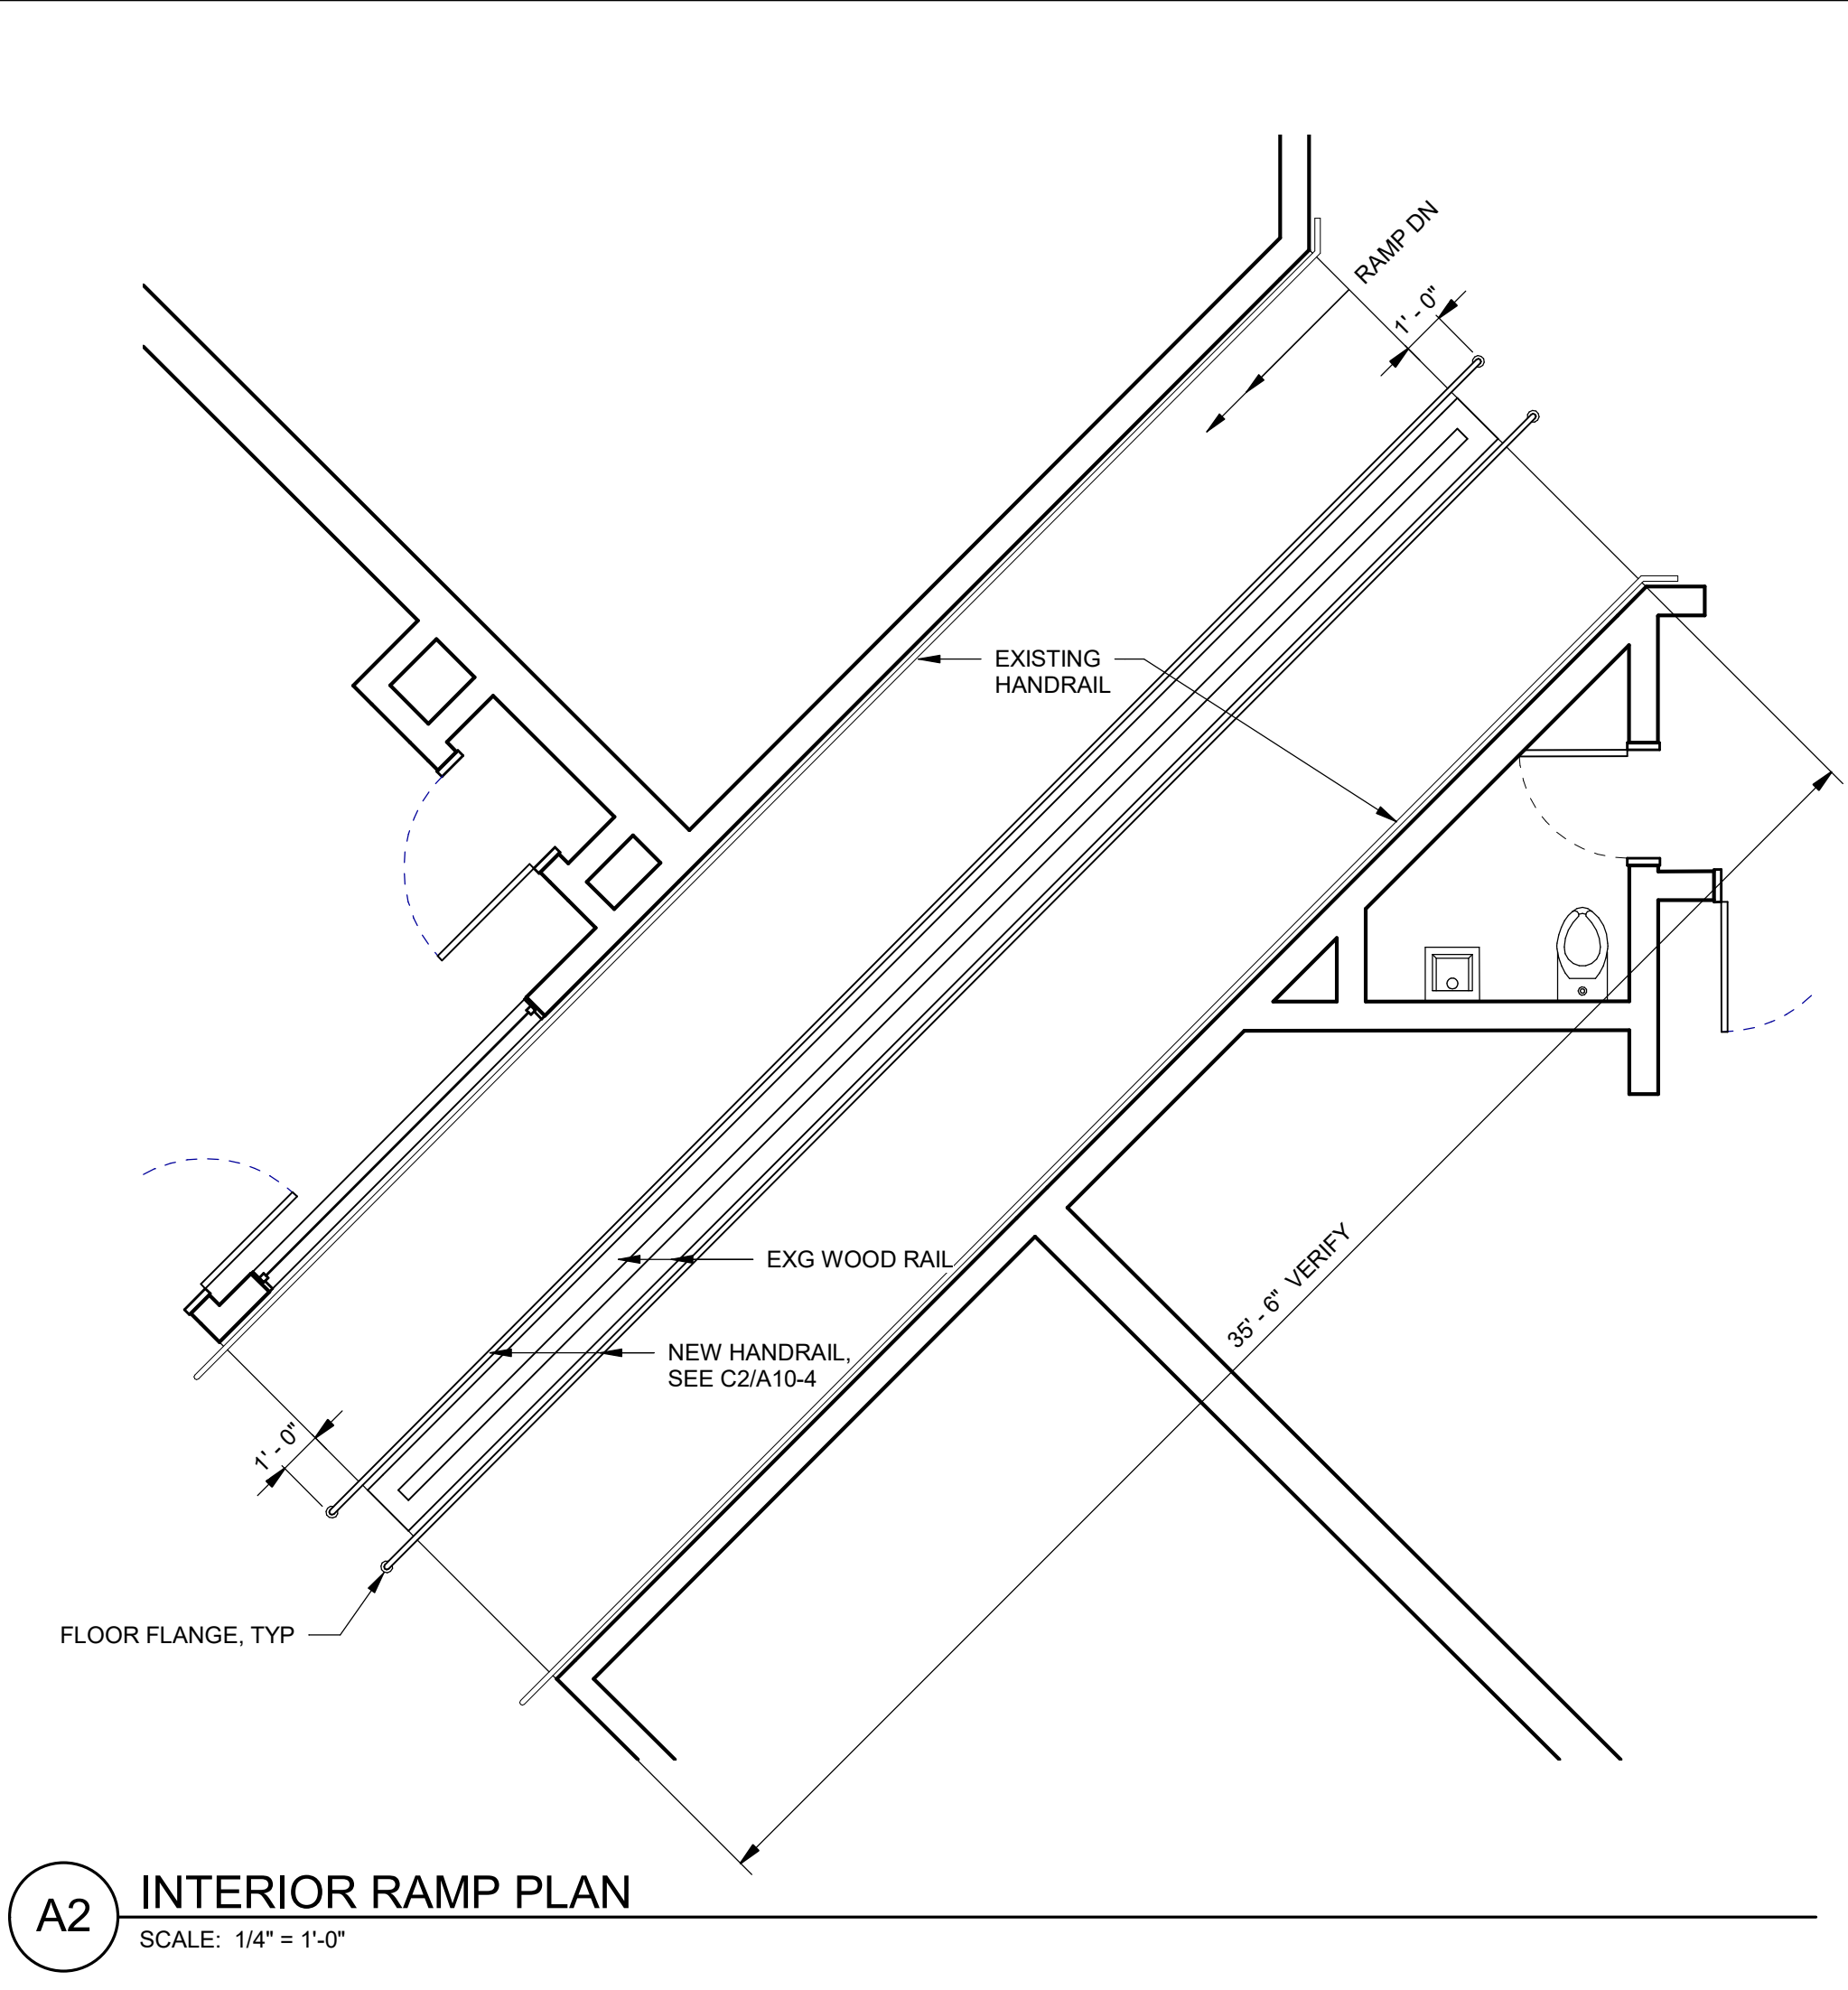 RAMP DN
1' - 0"
EXISTING
HANDRAIL
EXG WOOD RAIL
35' - 6"  VERIFY
NEW HANDRAIL,
SEE C2/A10-4
1' - 0"
FLOOR FLANGE, TYP
A2
INTERIOR RAMP PLAN
SCALE:  1/4" = 1'-0"